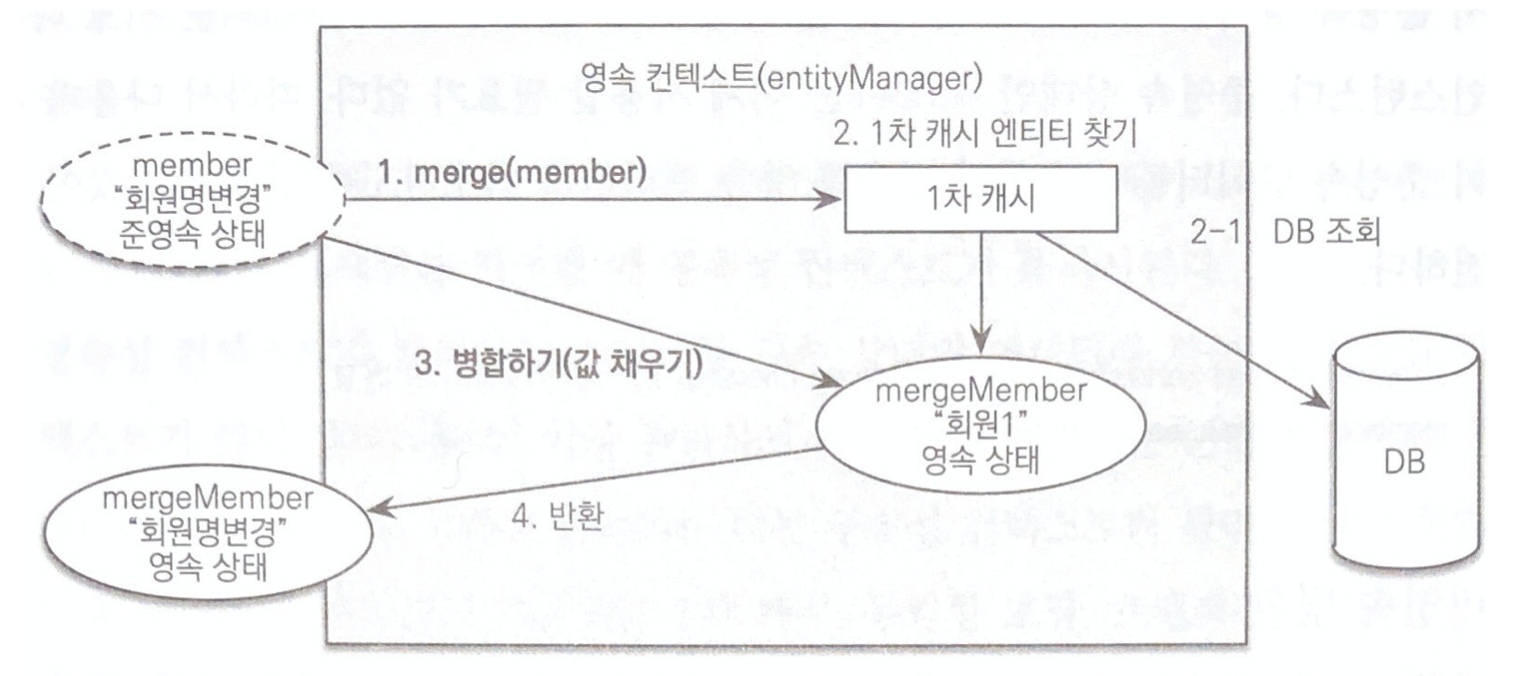 영속 컨텍스트(entityManager)
2. 1차 캐시 엔티티 찾기
member
“회원명변경”
준영속 상태
1. merge(member)
1차 캐시
2-1 DB 조회
3. 병합하기(값 채우기)
mergeMember
“회원1”
영속 상태
DB
mergeMember
“회원명변경”
영속 상태
4. 반환